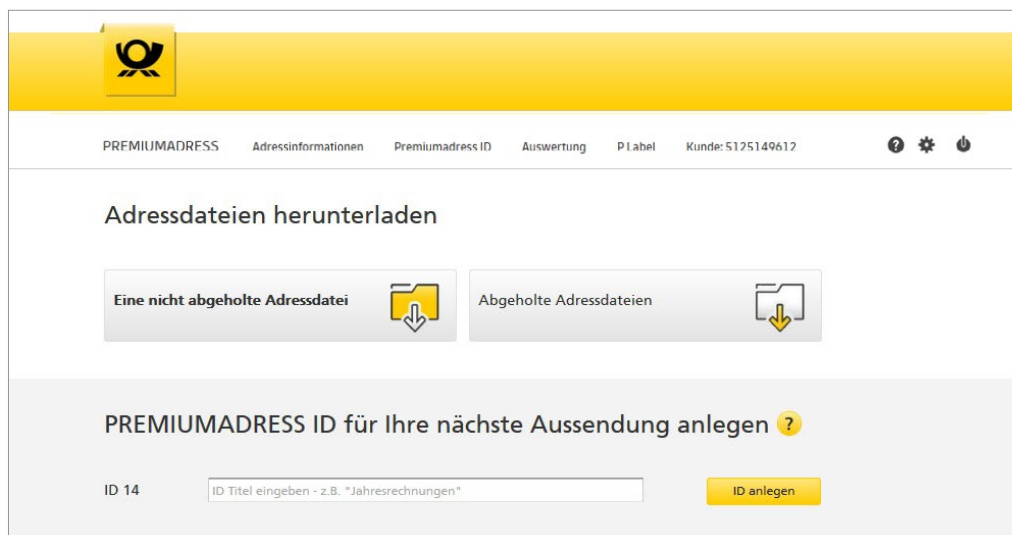 PREMIUMADRESS Adressinformationen Premiumadress ID Auswertung P Label Kunde: 5125149612 ?
Adressdateien herunterladen
Eine nicht abgeholte Adressdatei Abgeholte Adressdateien
PREMIUMADRESS ID für Ihre nächste Aussendung anlegen ?
ID 14 ID Titel eingeben - z.B. "Jahresrechnungen" ID anlegen